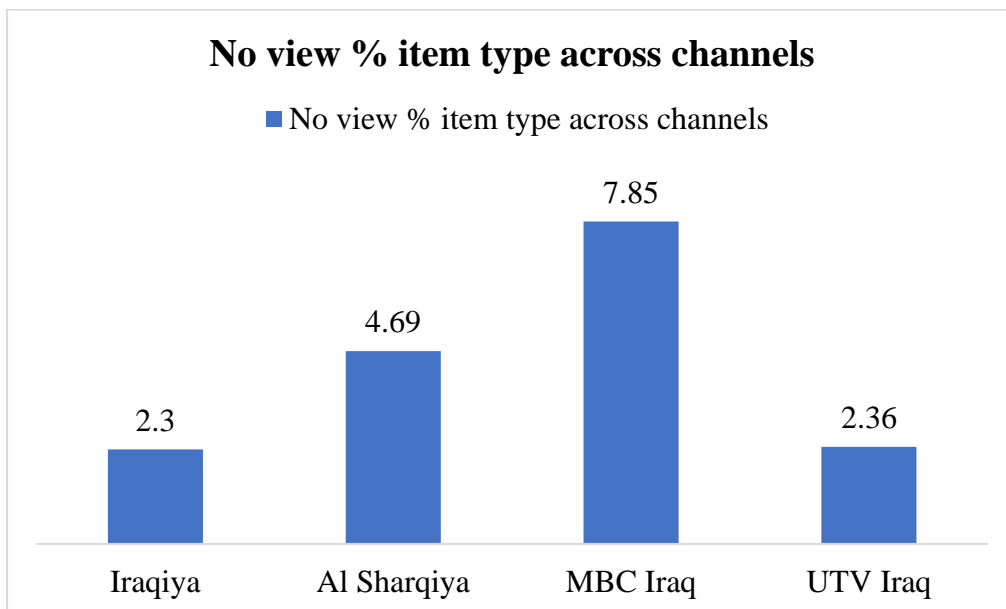 No view % item type across channels
No view % item type across channels
7.85
4.69
2.3
2.36
Iraqiya
Al Sharqiya
MBC Iraq
UTV Iraq